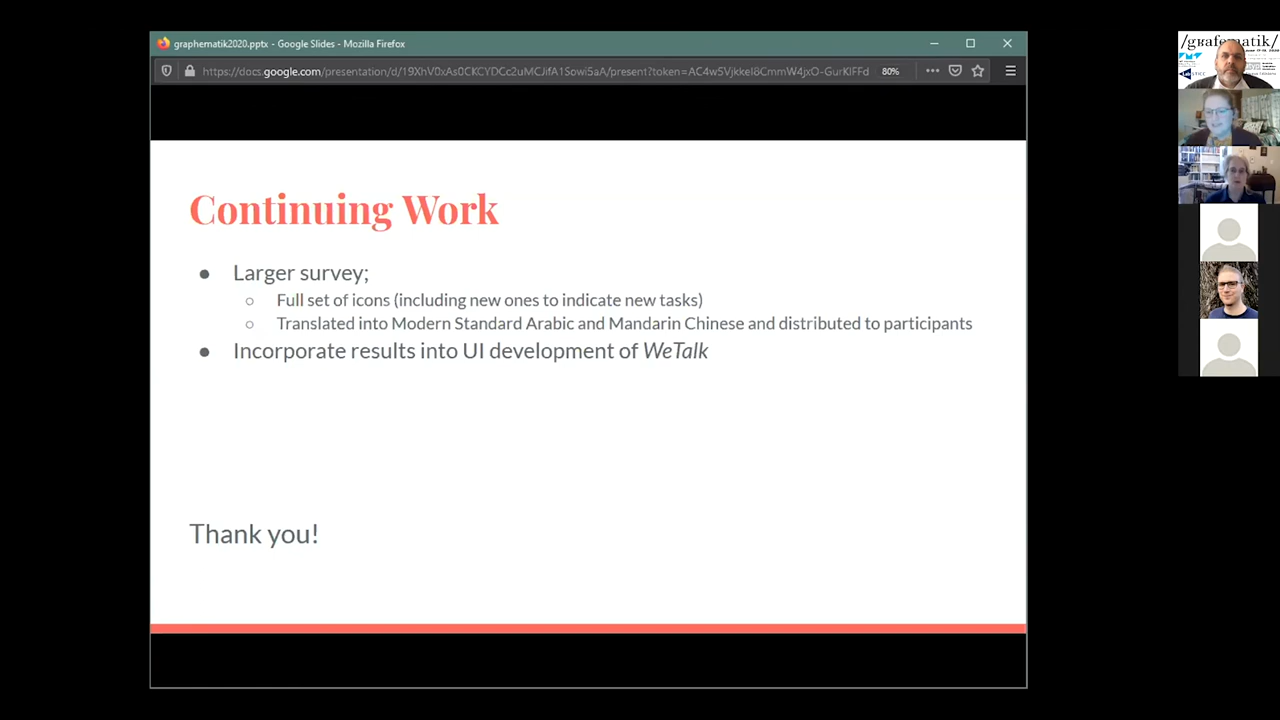 graphematik2020.pptx - Google Slides - Mozilla Firefox
80%
Continuing Work
● Larger survey;
○ Full set of icons (including new ones to indicate new tasks)
○ Translated into Modern Standard Arabic and Mandarin Chinese and distributed to participants
● Incorporate results into UI development of WeTalk
Thank you!